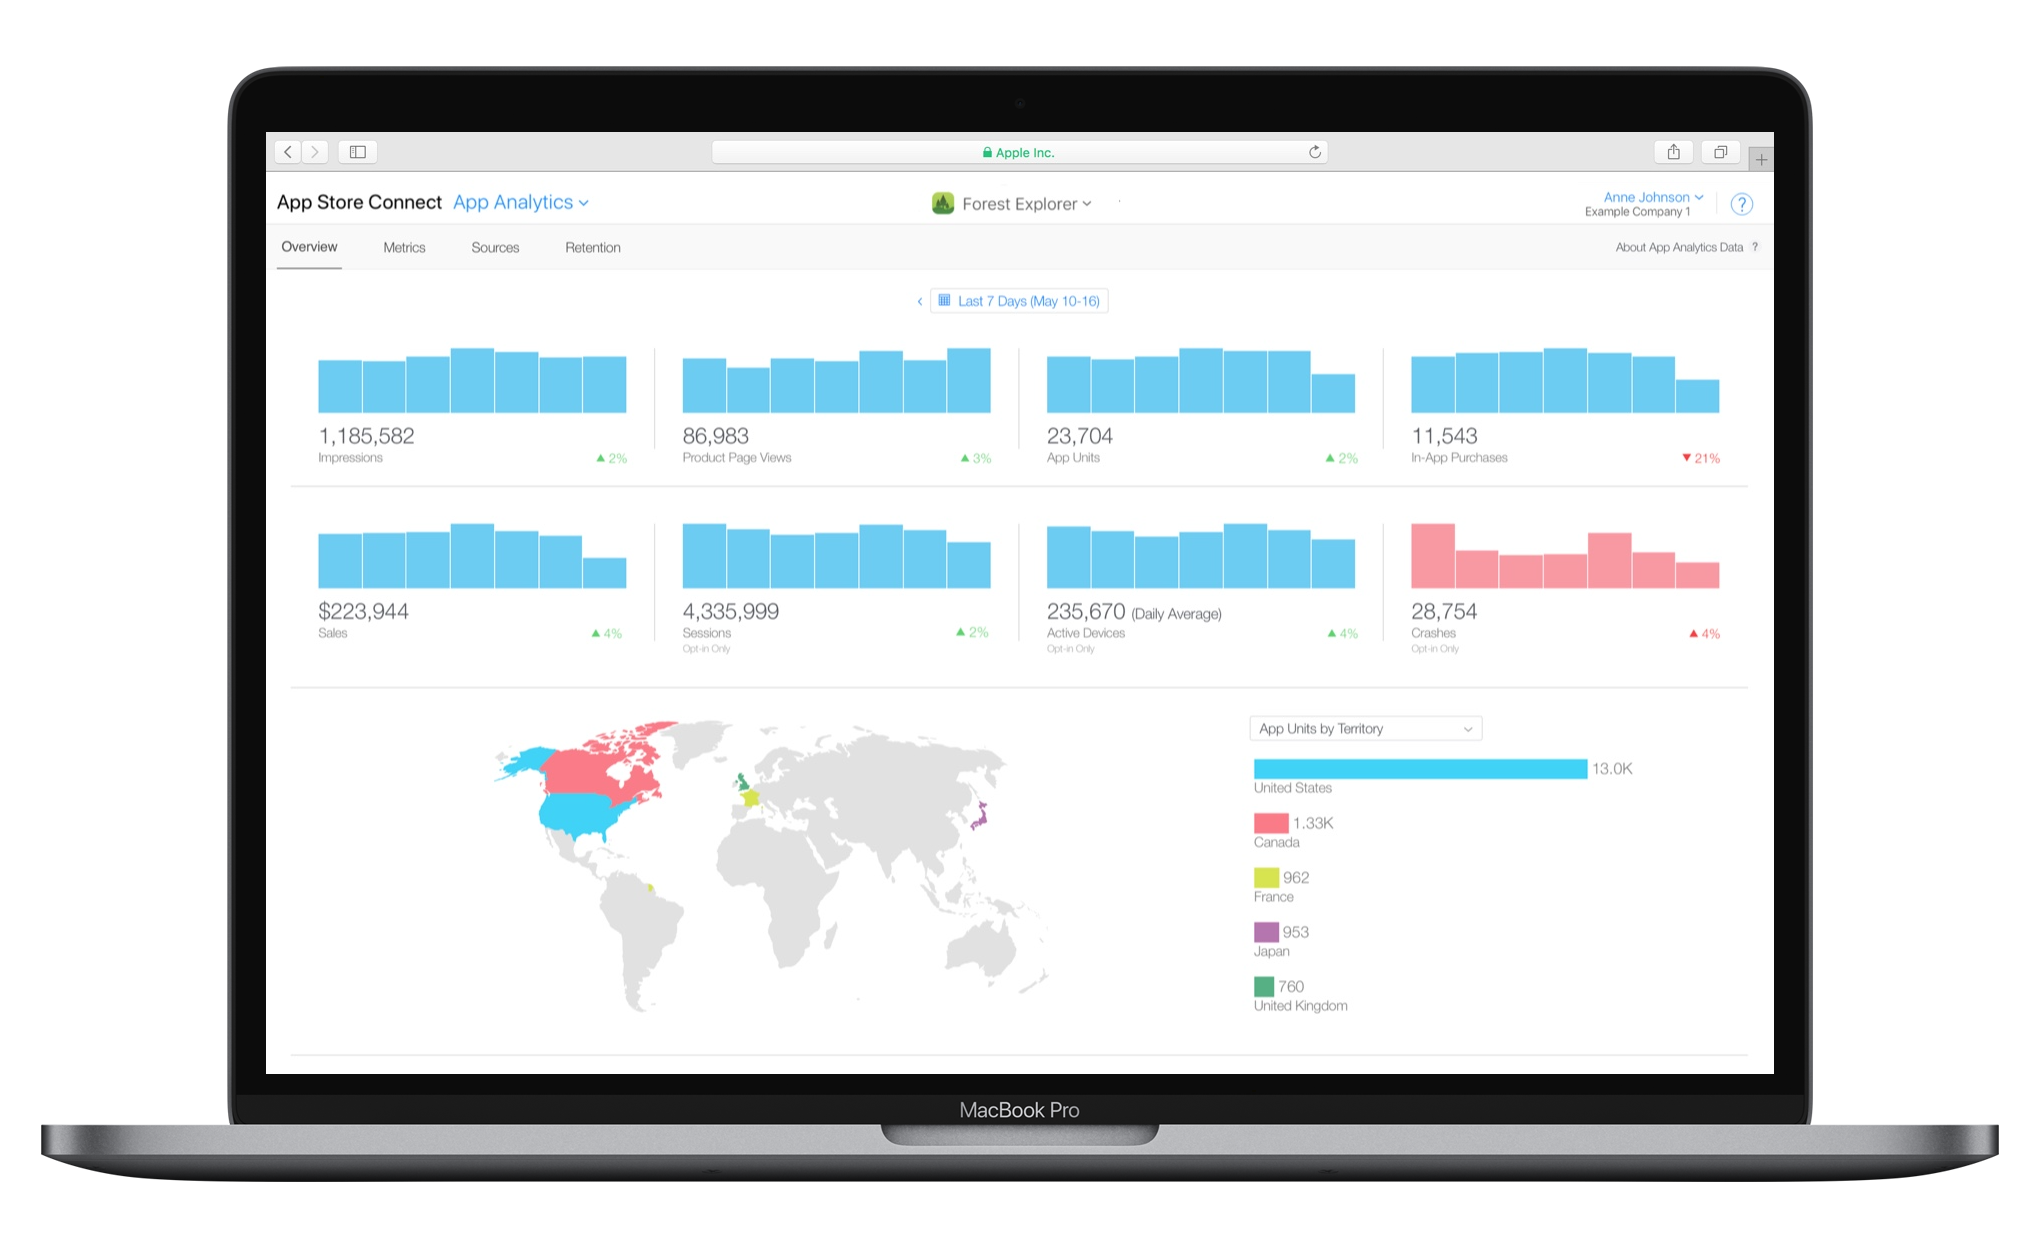 Apple Inc.
App Store Connect App Analytics
Forest Explorer
Anne Johnson
Example Company 1
?
Overview Metrics Sources Retention
About App Analytics Data ?
Last 7 Days (May 10-16)
1,185,582
Impressions
2%
86,983
Product Page Views
3%
23,704
App Units
2%
11,543
In-App Purchases
21%
$223,944
Sales
4%
4,335,999
Sessions
2%
Opt-in Only
235,670 (Daily Average)
Active Devices
4%
Opt-in Only
28,754
Crashes
4%
Opt-in Only
App Units by Territory
13.0K
United States
1.33K
Canada
962
France
953
Japan
760
United Kingdom
MacBook Pro